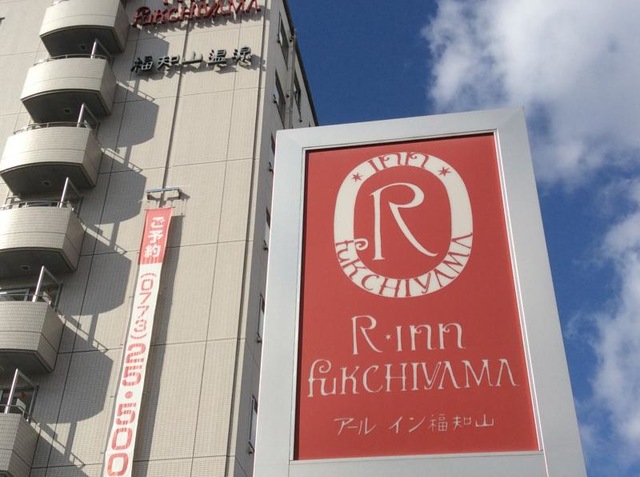 fuKCHIYAMA
福知山温泉
ご予約
(0773)25・500
INN
R
fuKCHIYAMA
R・INN
fuKCHIYAMA
アール イン福知山